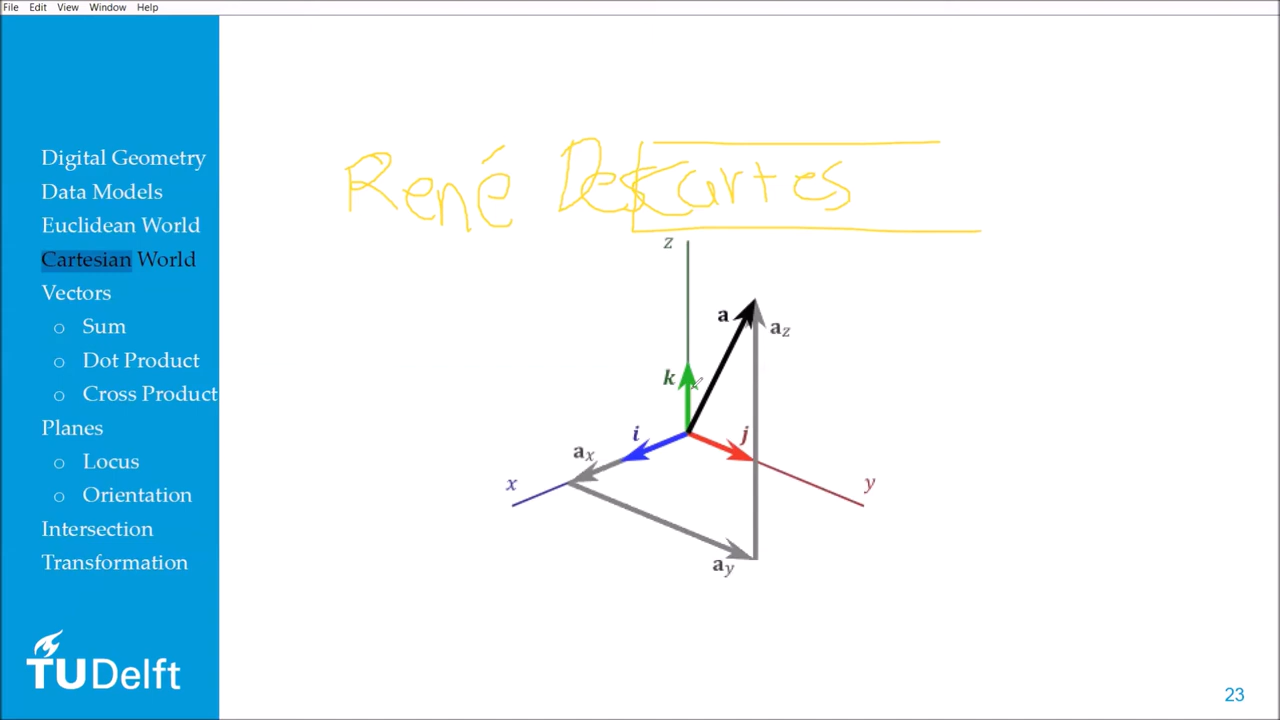 File Edit View Window Help
Digital Geometry
Data Models
Euclidean World
Cartesian World
Vectors
o Sum
o Dot Product
o Cross Product
Planes
o Locus
o Orientation
Intersection
Transformation
TUDelft
René Descartes
z
a
a_z
k
i
j
a_x
x
y
a_y
23